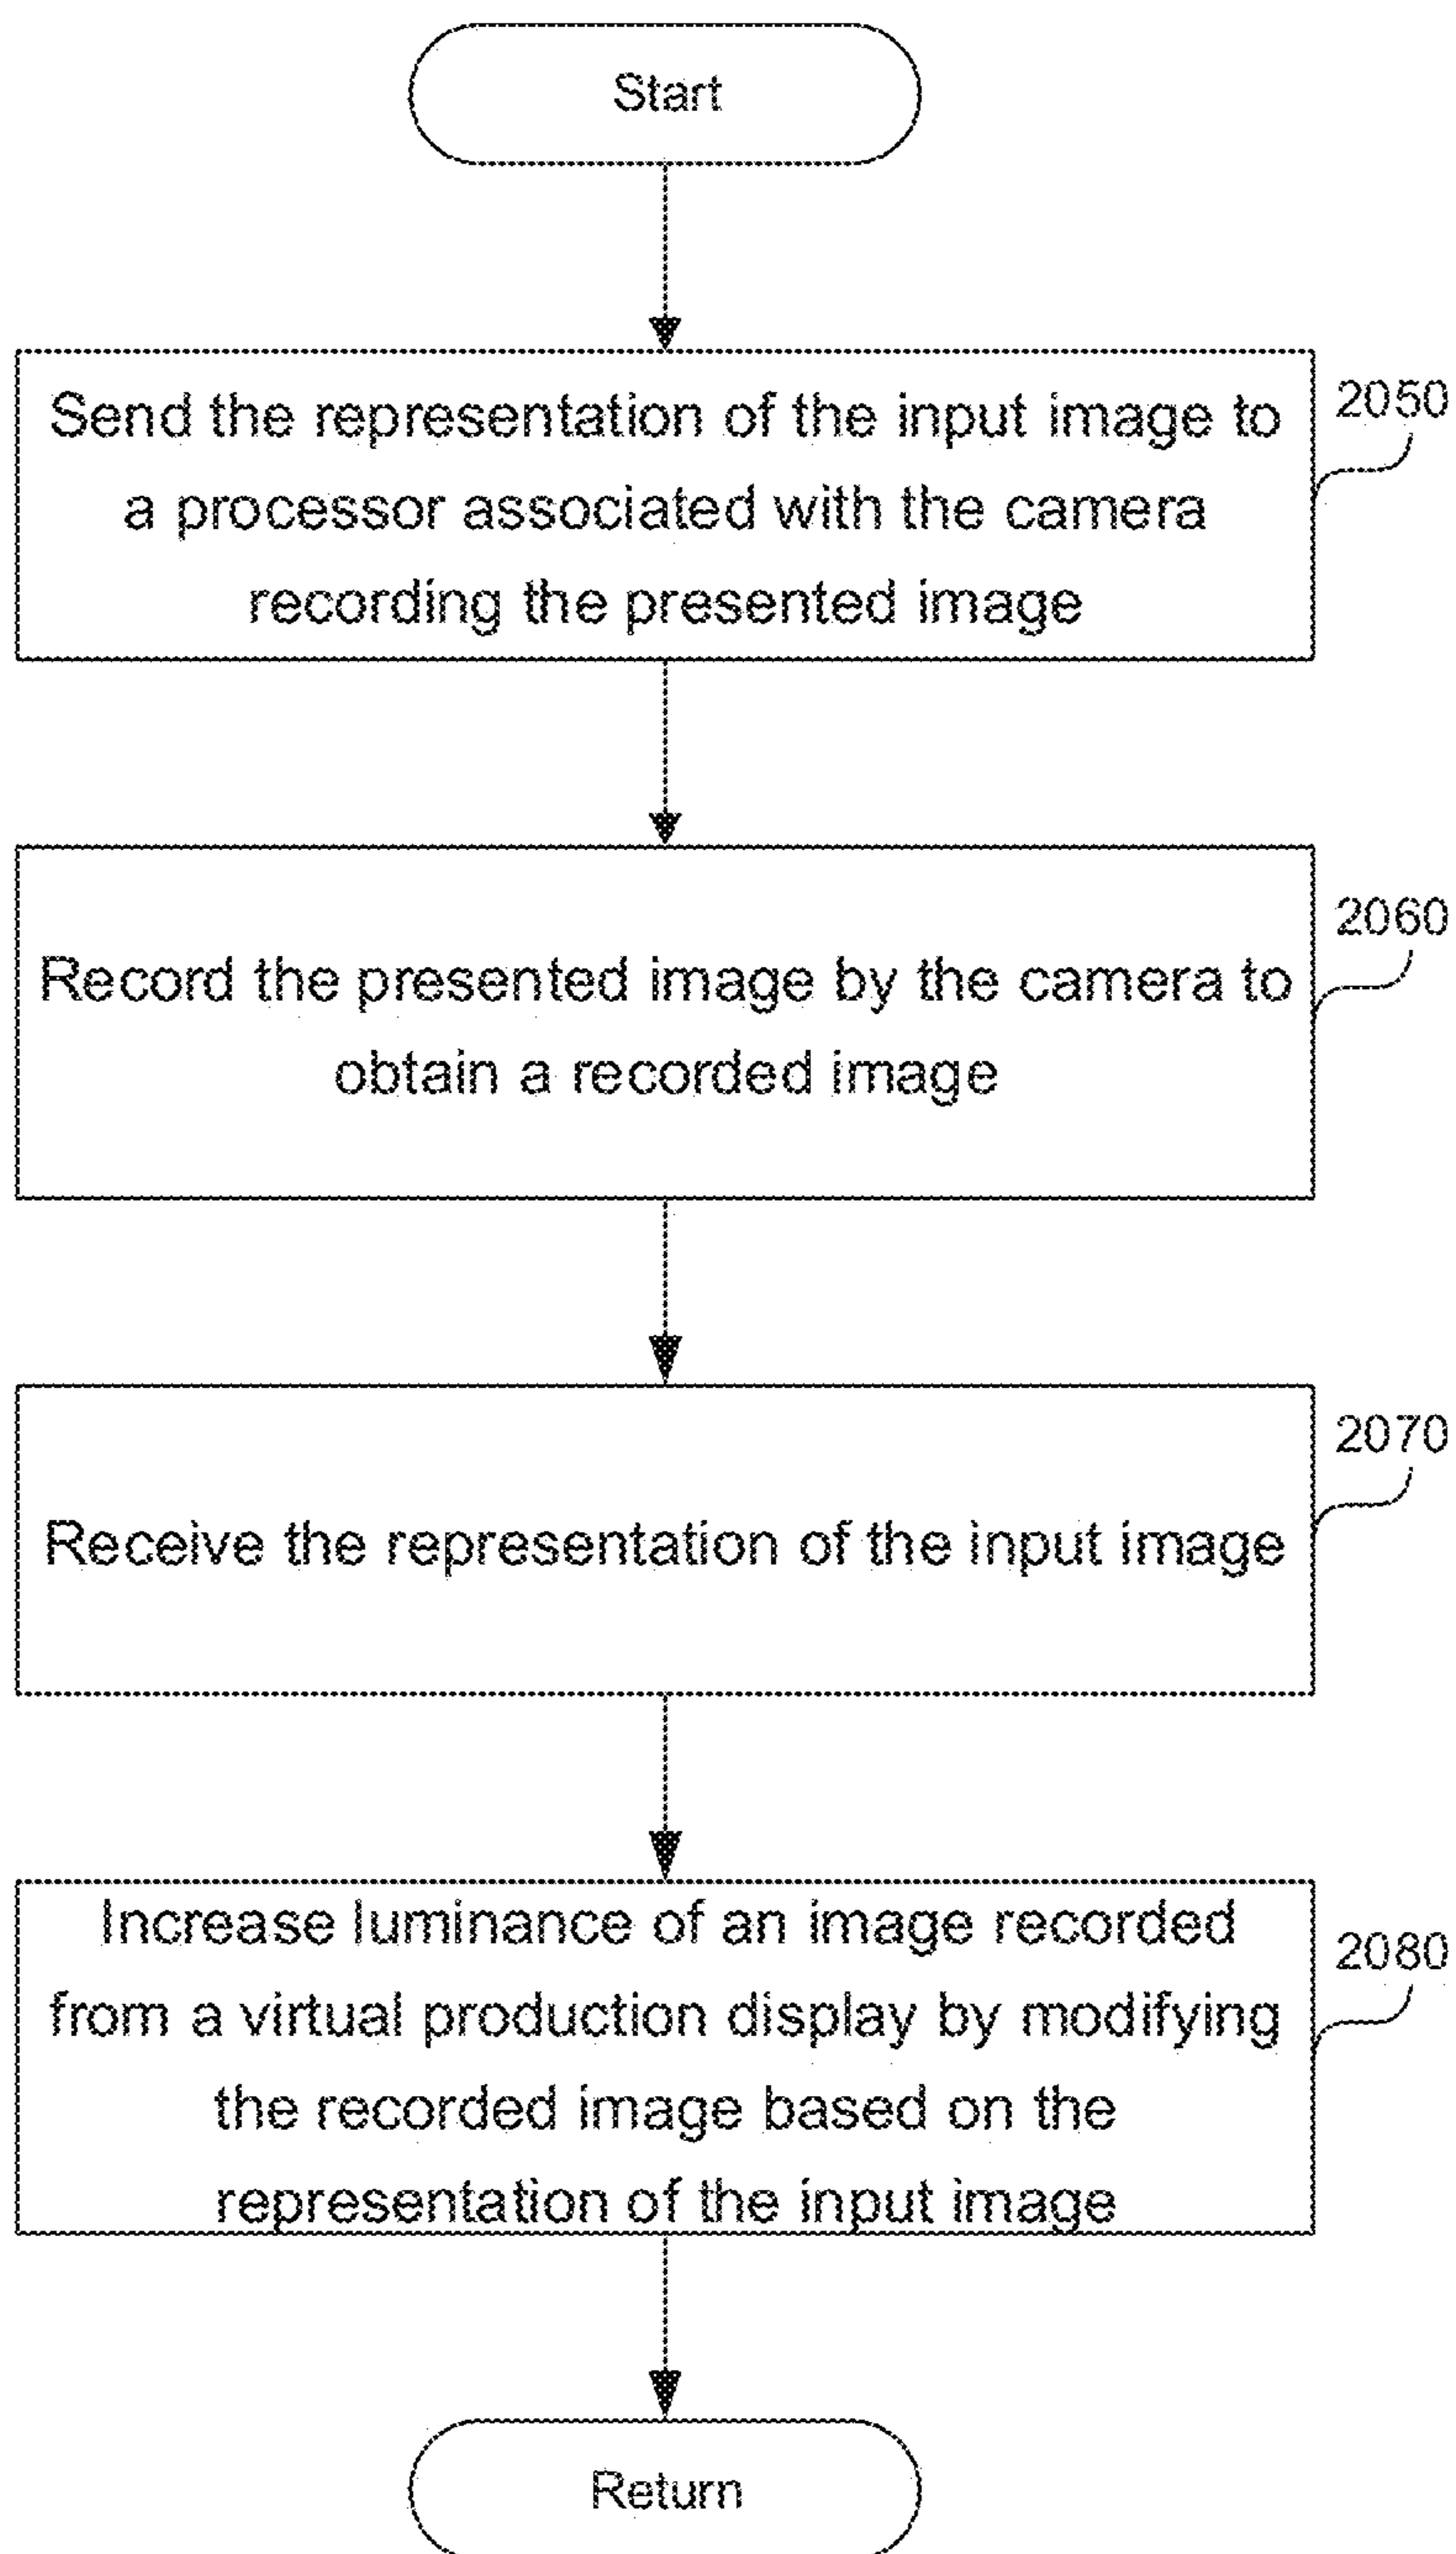 Start
Send the representation of the input image to
a processor associated with the camera
recording the presented image
2050
Record the presented image by the camera to
obtain a recorded image
2060
Receive the representation of the input image
2070
Increase luminance of an image recorded
from a virtual production display by modifying
the recorded image based on the
representation of the input image
2080
Return